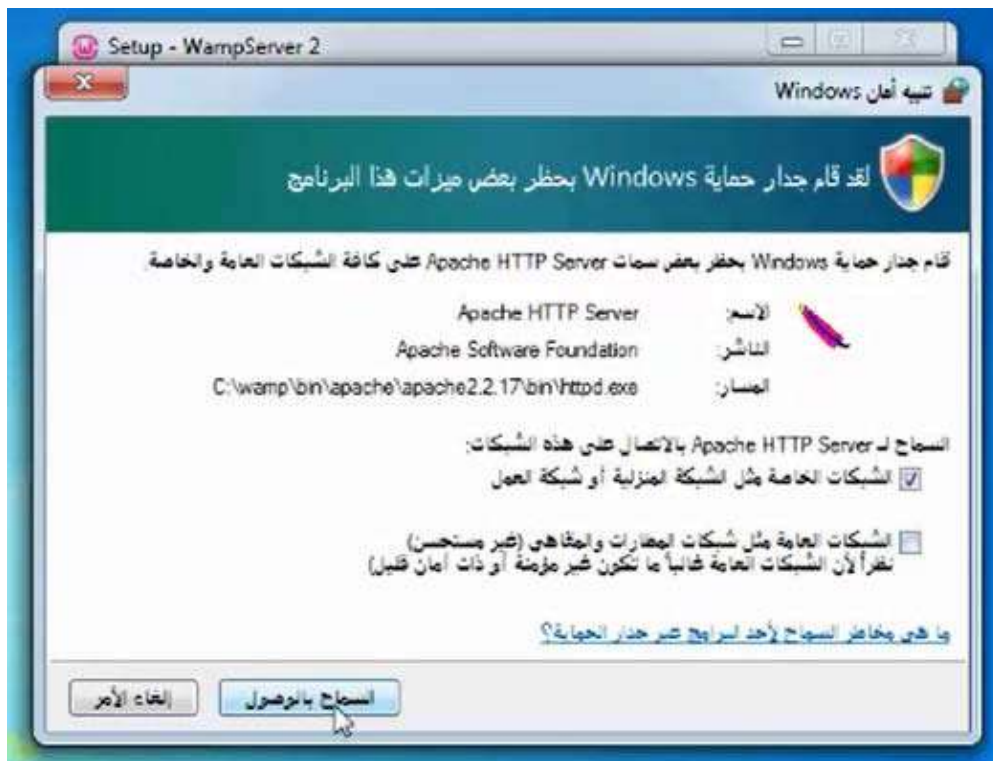 Setup - WampServer 2
تنبيه أمان Windows
لقد قام جدار حماية Windows بحظر بعض ميزات هذا البرنامج
قام جدار حماية Windows بحظر بعض سمات Apache HTTP Server على كافة الشبكات العامة والخاصة.
الاسم: Apache HTTP Server
الناشر: Apache Software Foundation
المسار: C:\wamp\bin\apache\apache2.2.17\bin\httpd.exe
السماح لـ Apache HTTP Server بالاتصال على هذه الشبكات:
الشبكات الخاصة مثل الشبكة المنزلية أو شبكة العمل
الشبكات العامة مثل شبكات المطارات والمقاهي (غير مستحسن)
نظراً لأن الشبكات العامة غالباً ما تكون غير مؤمنة أو ذات أمان قليل)
ما هي مخاطر السماح لأحد البرامج عبر جدار الحماية؟
السماح بالوصول
إلغاء الأمر